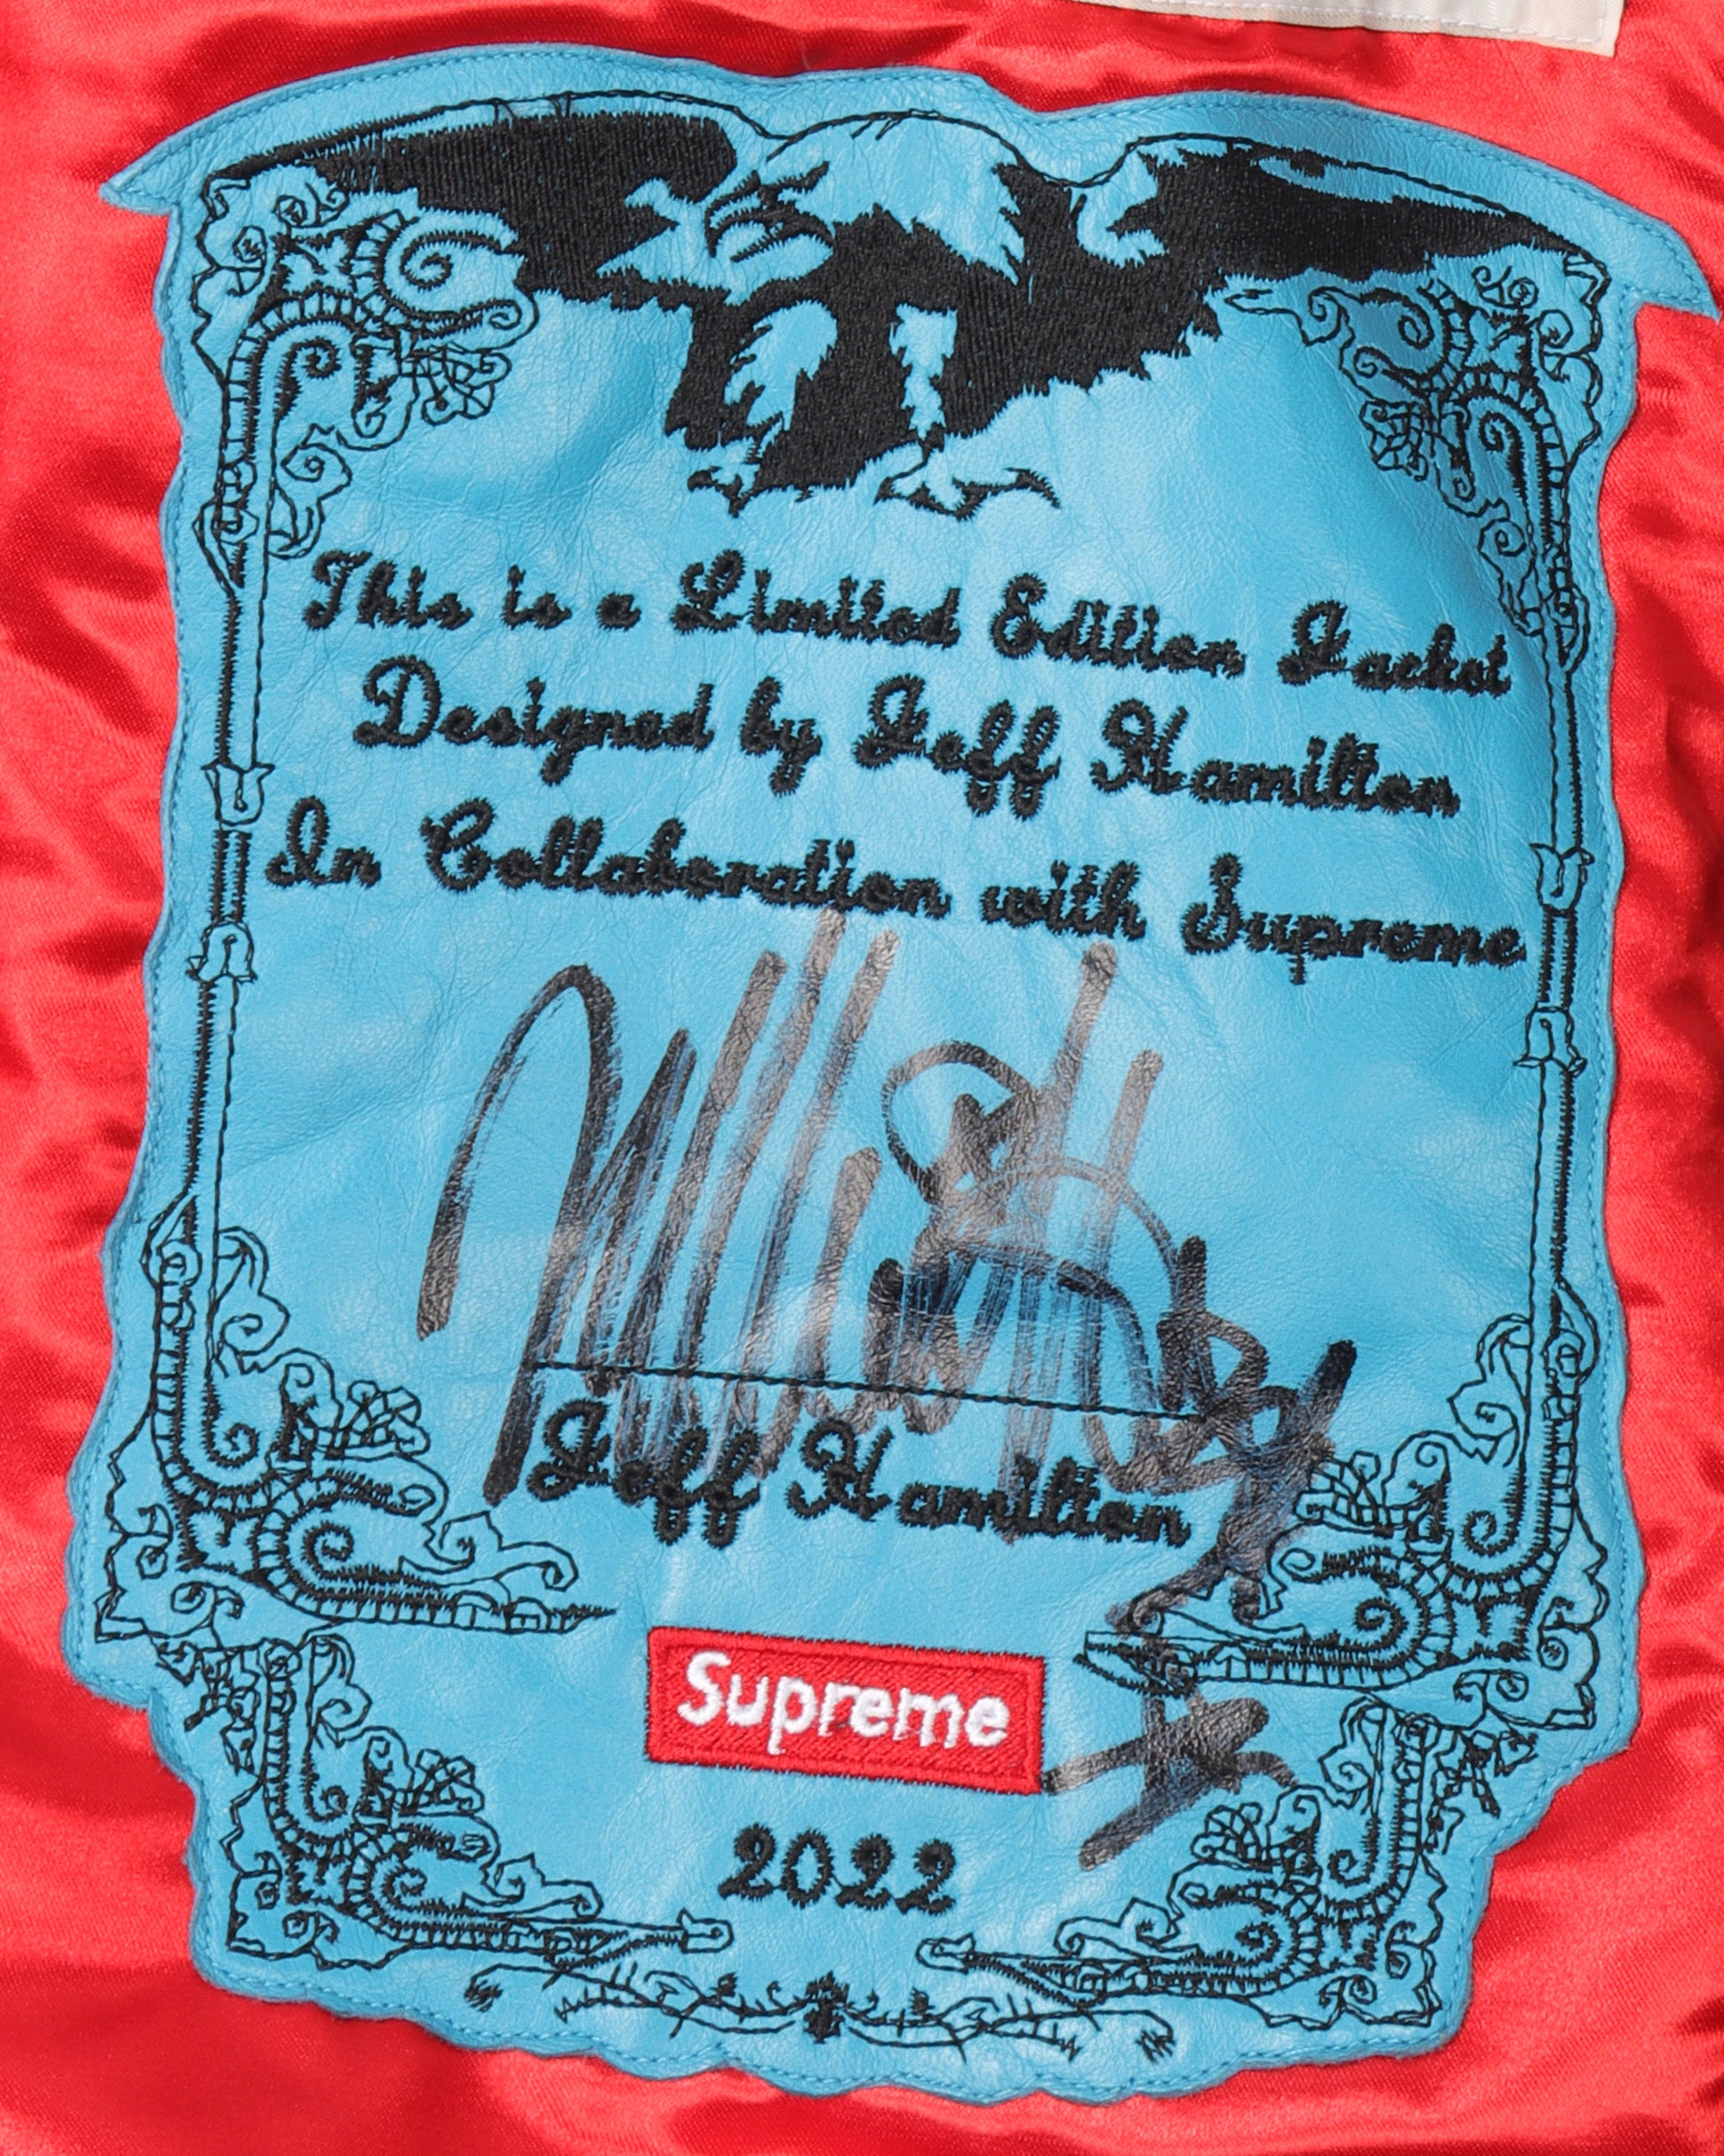 This is a Limited Edition Jacket
Designed by Jeff Hamilton
In Collaboration with Supreme
Jeff Hamilton
Supreme
2022